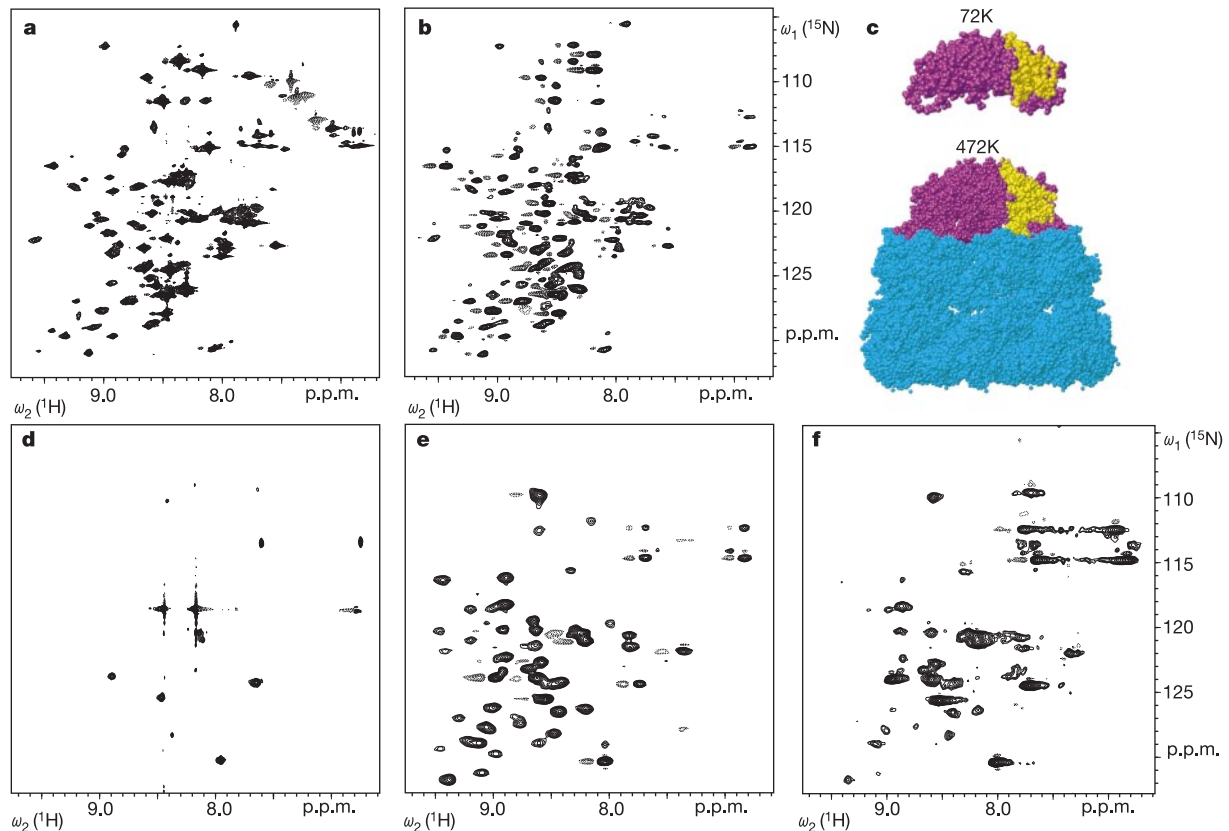 a
b
c
ω₁ (¹⁵N)
110
115
120
125
p.p.m.
9.0 8.0 p.p.m.
ω₂ (¹H)
9.0 8.0 p.p.m.
ω₂ (¹H)
72K
472K
d
e
f
ω₁ (¹⁵N)
110
115
120
125
p.p.m.
9.0 8.0
ω₂ (¹H) p.p.m.
9.0 8.0 p.p.m.
ω₂ (¹H)
9.0 8.0 p.p.m.
ω₂ (¹H)